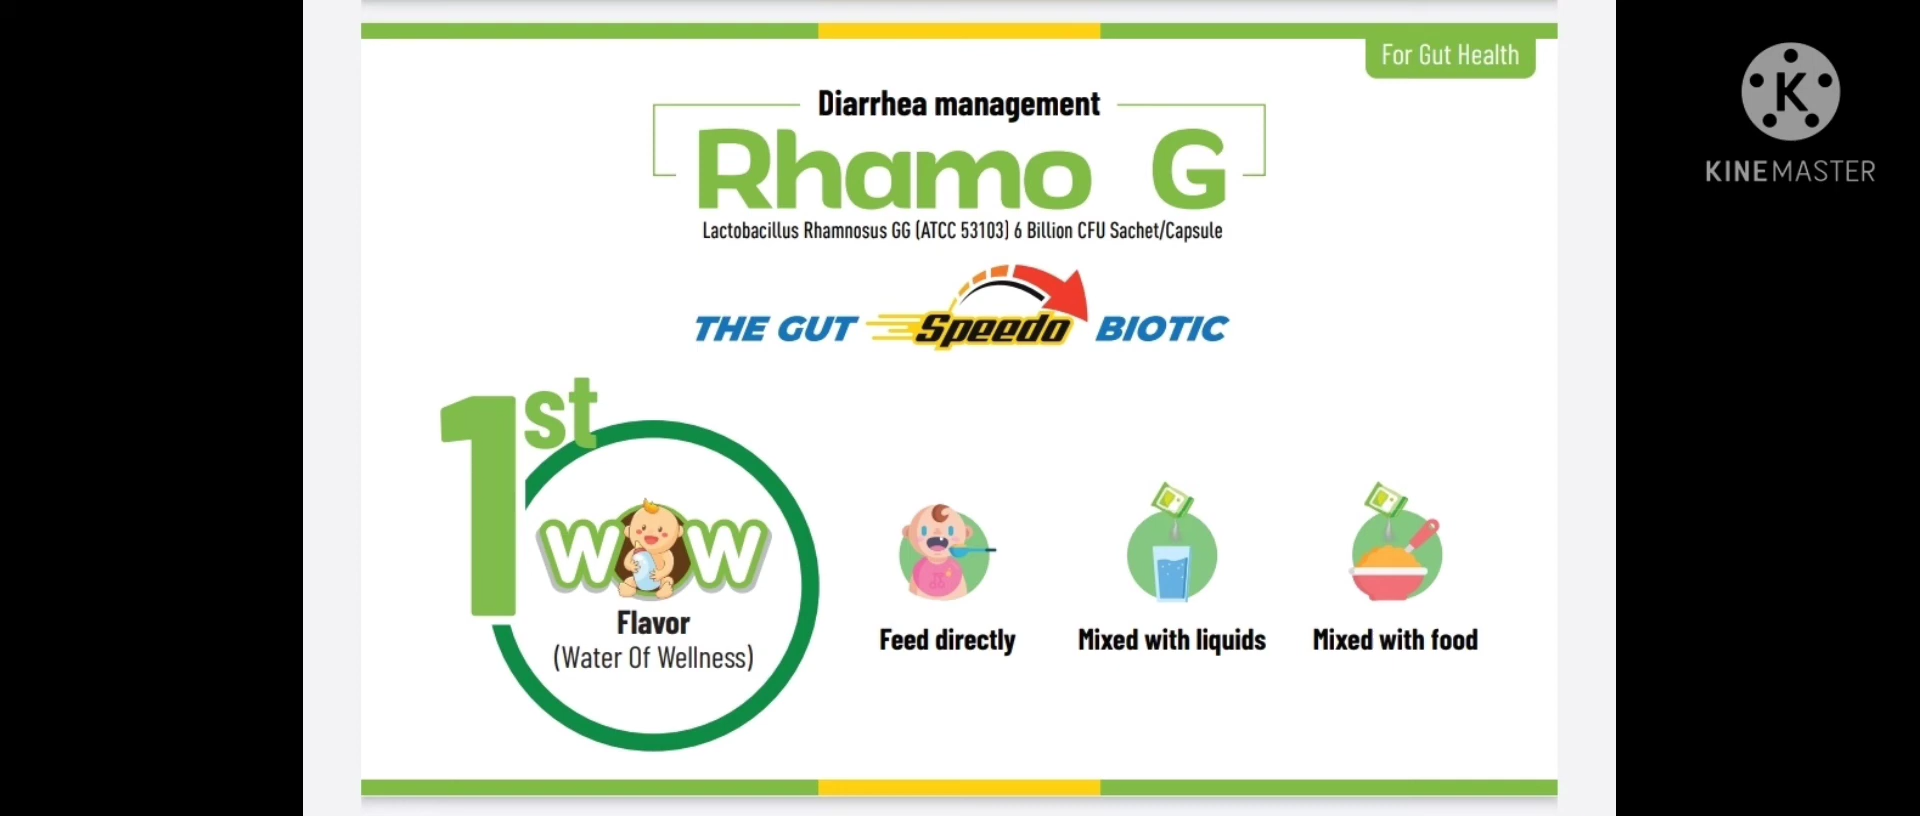 For Gut Health
Diarrhea management
Rhamo G
Lactobacillus Rhamnosus GG (ATCC 53103) 6 Billion CFU Sachet/Capsule
THE GUT Speedo BIOTIC
1st
WOW
Flavor
(Water Of Wellness)
Feed directly
Mixed with liquids
Mixed with food
K
KINEMASTER